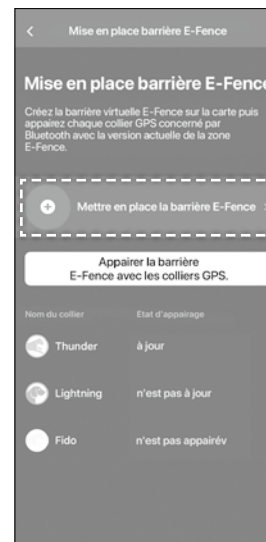 Mise en place barrière E-Fence
Mise en place barrière E-Fence
Créez la barrière virtuelle E-Fence sur la carte puis
appairez chaque collier GPS concerné par
Bluetooth avec la version actuelle de la zone
E-Fence.
Mettre en place la barrière E-Fence
Appairer la barrière
E-Fence avec les colliers GPS.
Nom du collier Etat d'appairage
Thunder à jour
Lightning n'est pas à jour
Fido n'est pas appairév